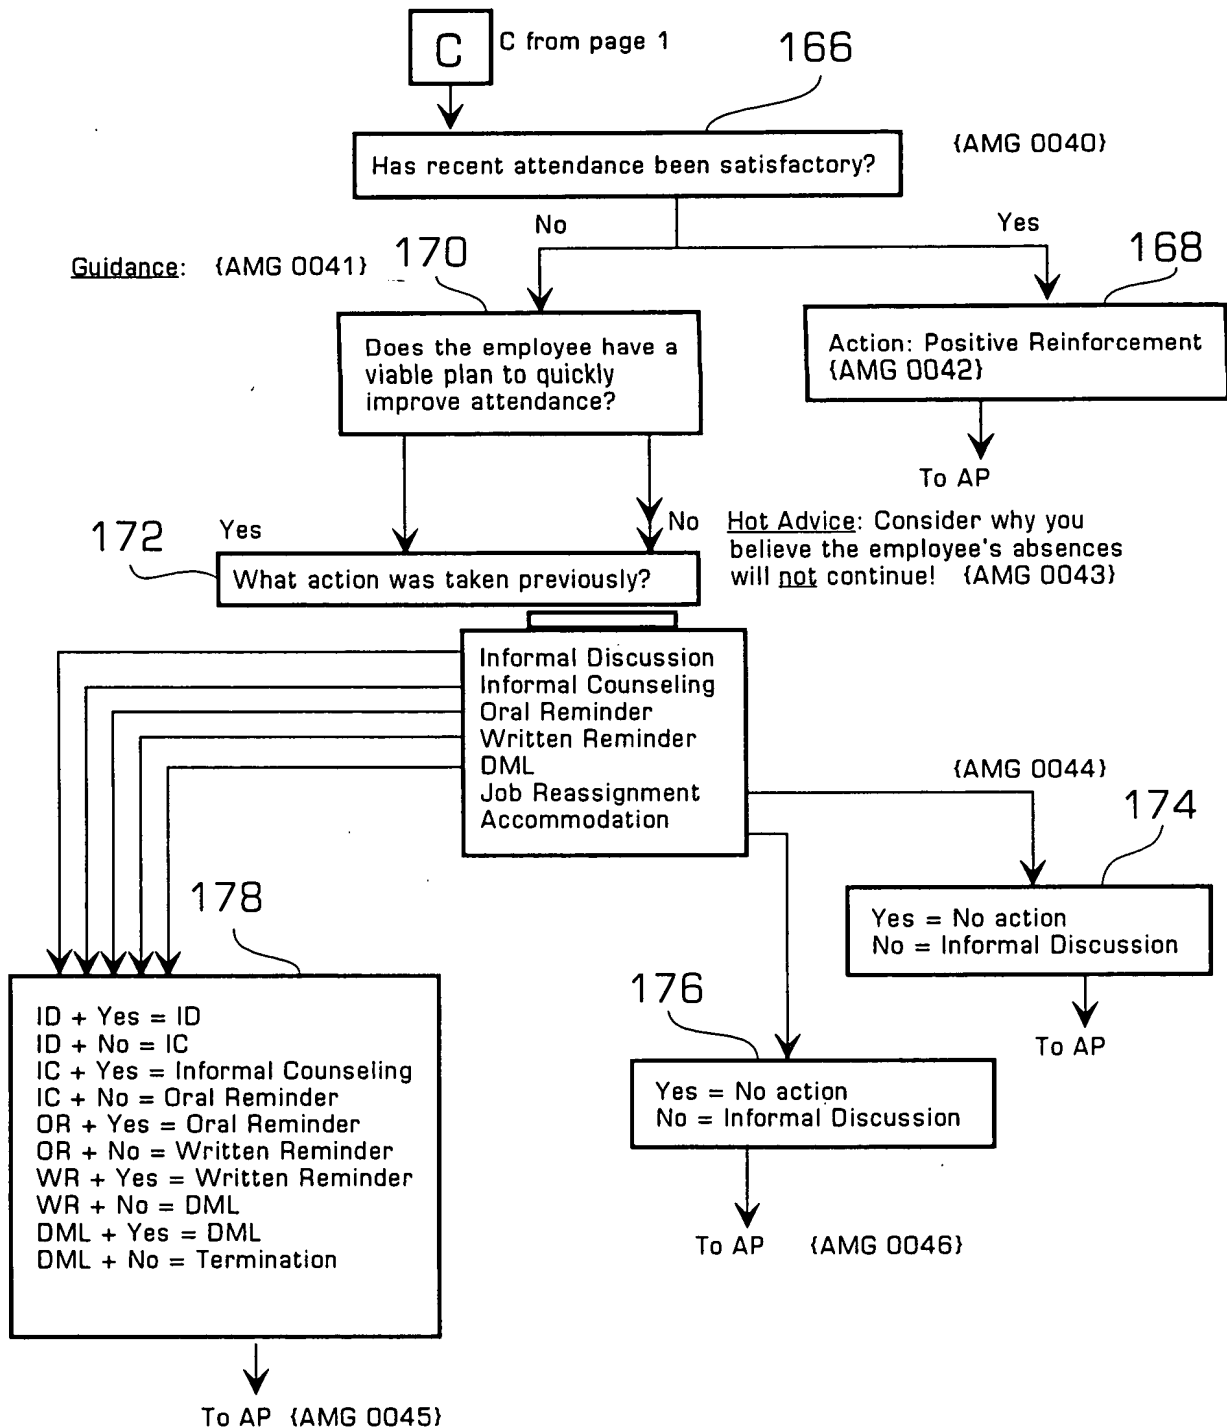 C
C from page 1
166
Has recent attendance been satisfactory?
{AMG 0040}
No
Yes
Guidance: {AMG 0041}
170
168
Does the employee have a
viable plan to quickly
improve attendance?
Action: Positive Reinforcement
{AMG 0042}
To AP
172
Yes
No
Hot Advice: Consider why you
believe the employee's absences
will not continue! {AMG 0043}
What action was taken previously?
Informal Discussion
Informal Counseling
Oral Reminder
Written Reminder
DML
Job Reassignment
Accommodation
{AMG 0044}
174
Yes = No action
No = Informal Discussion
To AP
178
176
Yes = No action
No = Informal Discussion
To AP {AMG 0046}
ID + Yes = ID
ID + No = IC
IC + Yes = Informal Counseling
IC + No = Oral Reminder
OR + Yes = Oral Reminder
OR + No = Written Reminder
WR + Yes = Written Reminder
WR + No = DML
DML + Yes = DML
DML + No = Termination
To AP {AMG 0045}